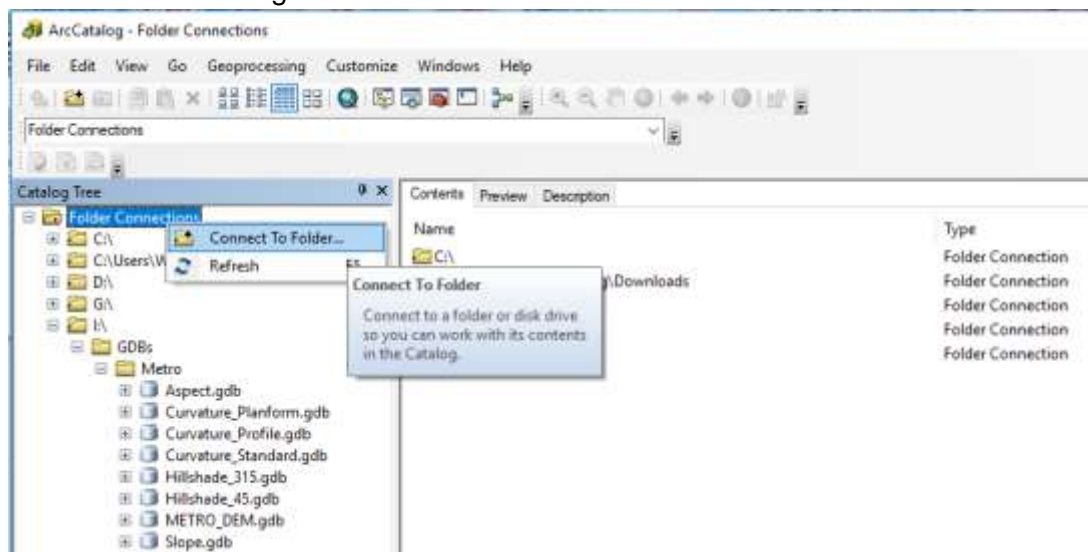 ArcCatalog - Folder Connections
File Edit View Go Geoprocessing Customize Windows Help
Folder Connections
Catalog Tree
Contents Preview Description
Folder Connections
Name Type
C:\
Connect To Folder...
C:\ Folder Connection
C:\Users\W
Refresh
\Downloads Folder Connection
D:\
Connect To Folder
Folder Connection
G:\
Connect to a folder or disk drive
Folder Connection
I:\
so you can work with its contents
Folder Connection
GDBs
in the Catalog.
Metro
Aspect.gdb
Curvature_Planform.gdb
Curvature_Profile.gdb
Curvature_Standard.gdb
Hillshade_315.gdb
Hillshade_45.gdb
METRO_DEM.gdb
Slope.gdb